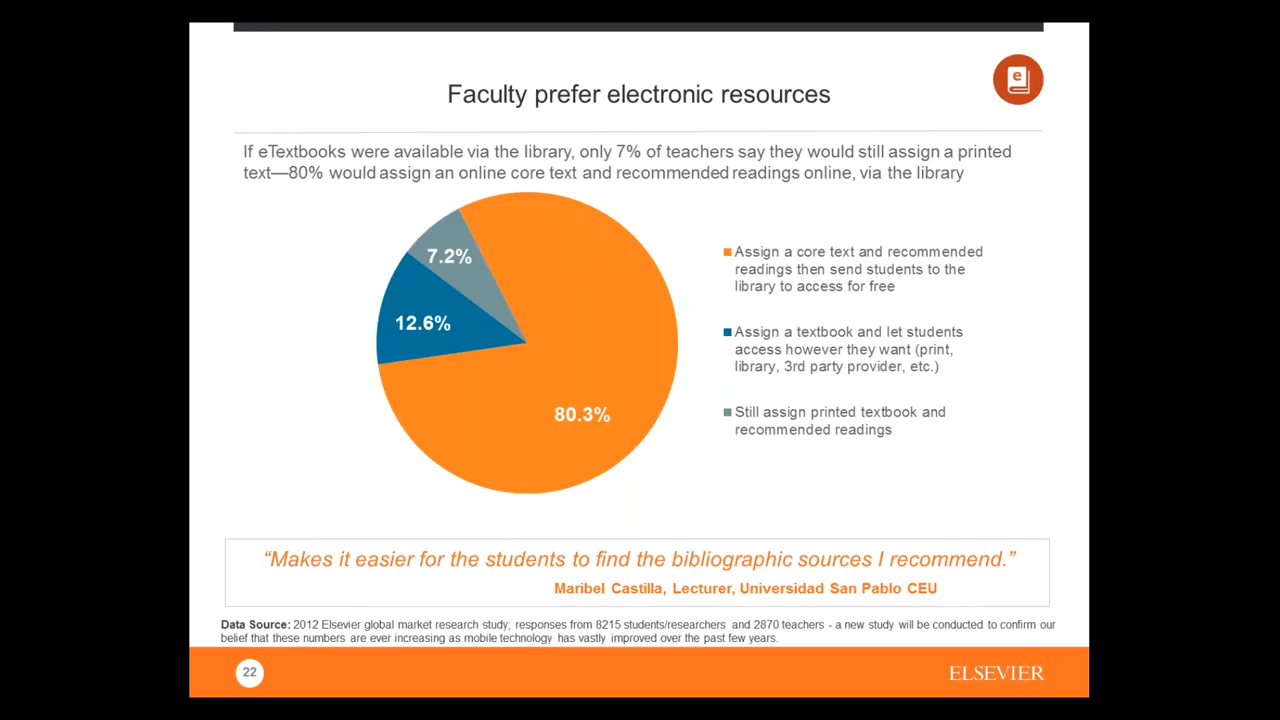 e
Faculty prefer electronic resources
If eTextbooks were available via the library, only 7% of teachers say they would still assign a printed
text—80% would assign an online core text and recommended readings online, via the library
7.2%
12.6%
80.3%
Assign a core text and recommended
readings then send students to the
library to access for free
Assign a textbook and let students
access however they want (print,
library, 3rd party provider, etc.)
Still assign printed textbook and
recommended readings
“Makes it easier for the students to find the bibliographic sources I recommend.”
Maribel Castilla, Lecturer, Universidad San Pablo CEU
Data Source: 2012 Elsevier global market research study; responses from 8215 students/researchers and 2870 teachers - a new study will be conducted to confirm our
belief that these numbers are ever increasing as mobile technology has vastly improved over the past few years.
22
ELSEVIER